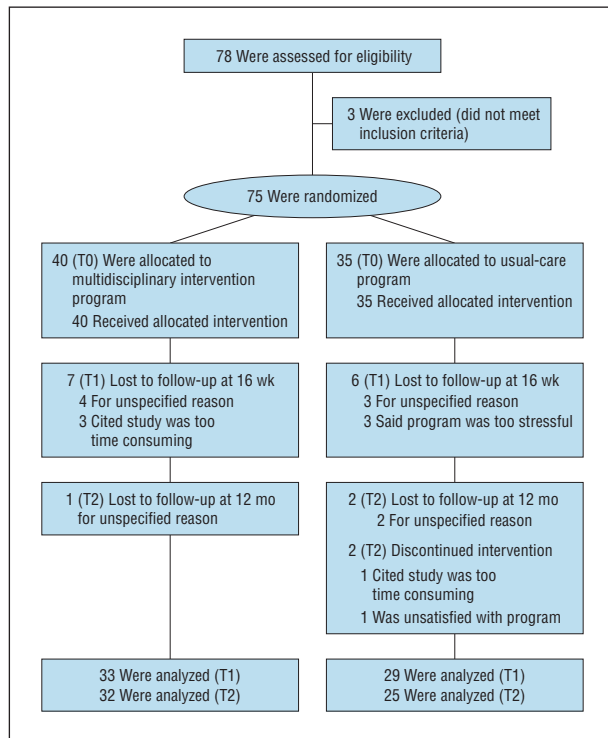 78 Were assessed for eligibility
3 Were excluded (did not meet
inclusion criteria)
75 Were randomized
40 (T0) Were allocated to
multidisciplinary intervention
program
40 Received allocated intervention
35 (T0) Were allocated to usual-care
program
35 Received allocated intervention
7 (T1) Lost to follow-up at 16 wk
4 For unspecified reason
3 Cited study was too
time consuming
6 (T1) Lost to follow-up at 16 wk
3 For unspecified reason
3 Said program was too stressful
1 (T2) Lost to follow-up at 12 mo
for unspecified reason
2 (T2) Lost to follow-up at 12 mo
2 For unspecified reason
2 (T2) Discontinued intervention
1 Cited study was too
time consuming
1 Was unsatisfied with program
33 Were analyzed (T1)
32 Were analyzed (T2)
29 Were analyzed (T1)
25 Were analyzed (T2)